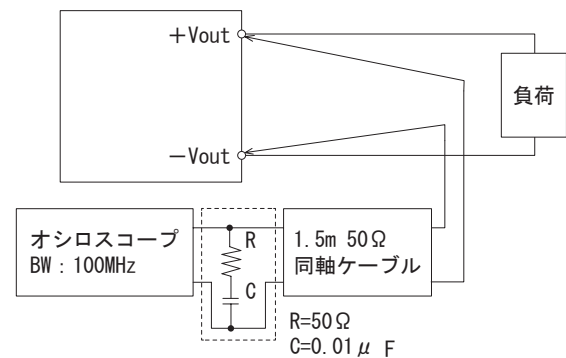 +Vout
負荷
-Vout
オシロスコープ
BW:100MHz
R
C
1.5m 50Ω
同軸ケーブル
R=50Ω
C=0.01μ F